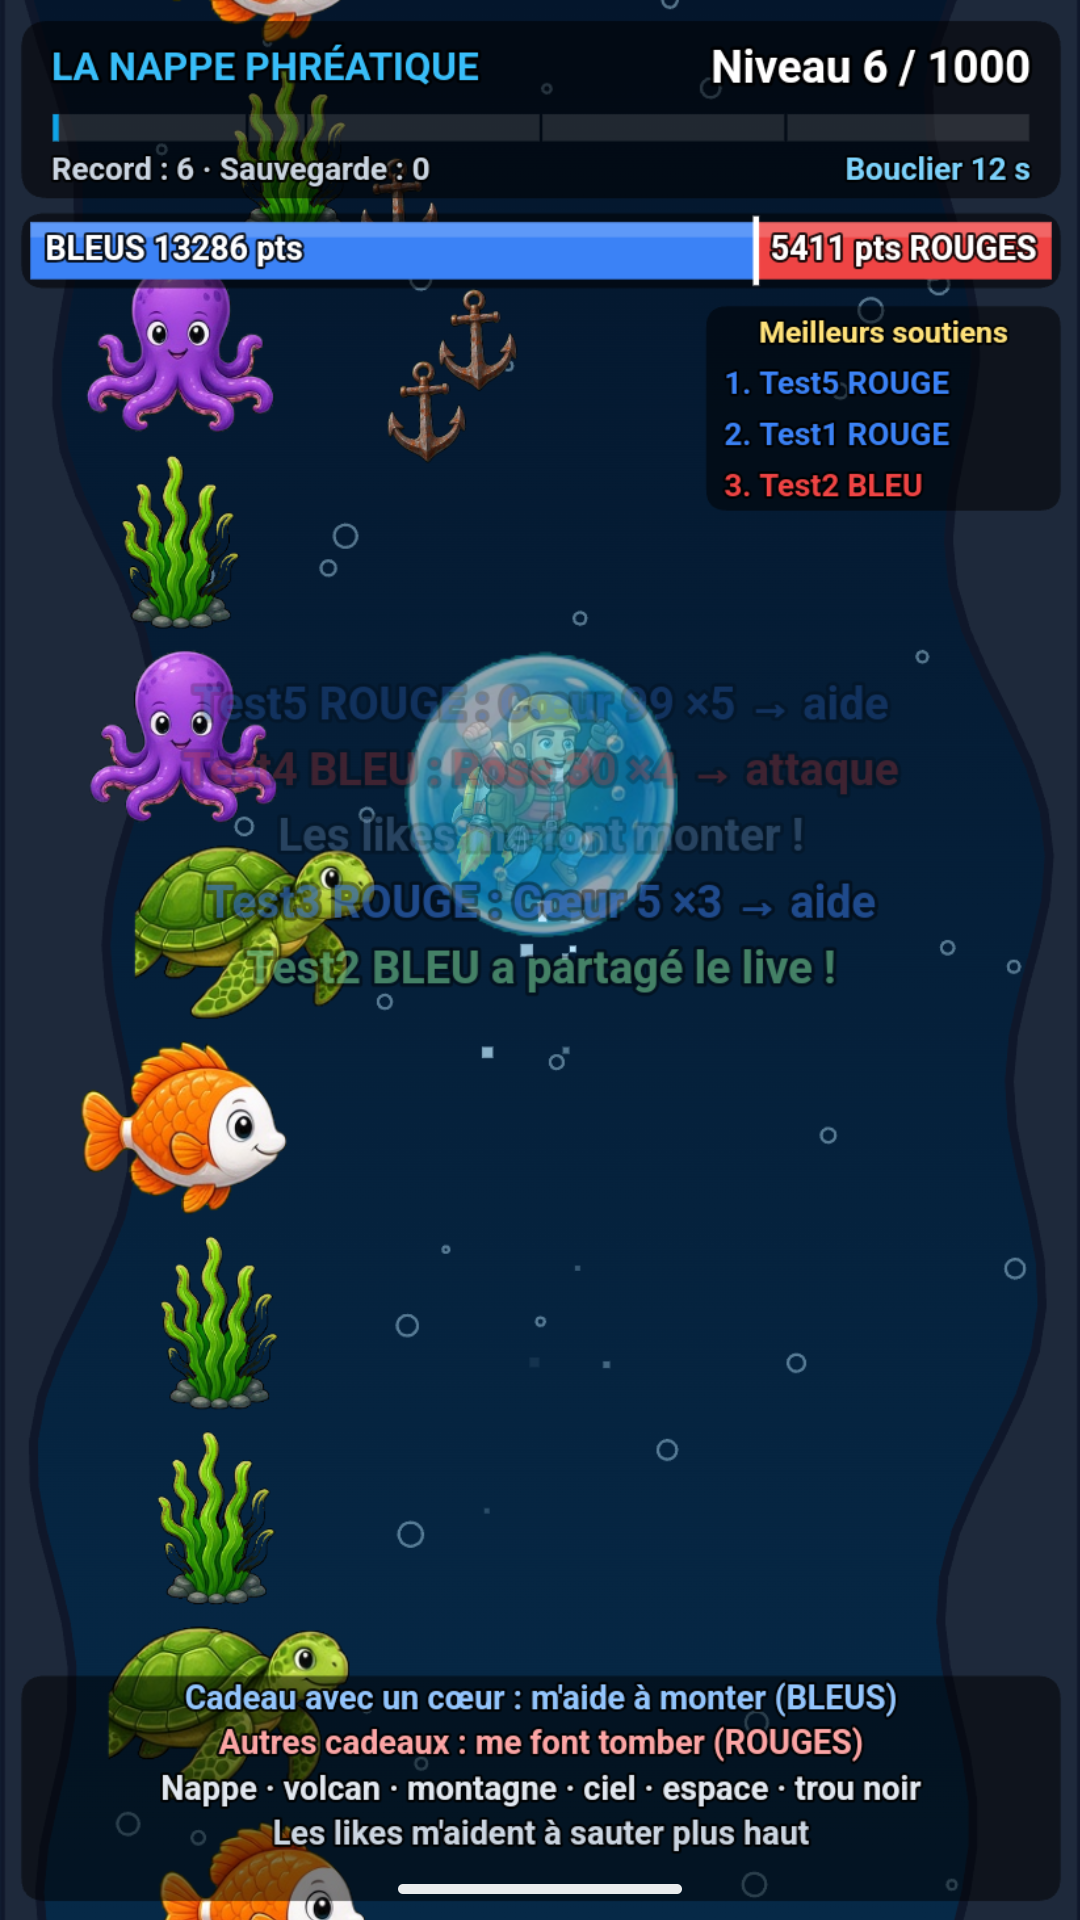 LA NAPPE PHRÉATIQUE
Niveau 6 / 1000
Record : 6 · Sauvegarde : 0
Bouclier 12 s
BLEUS 13286 pts
5411 pts ROUGES
Meilleurs soutiens
1. Test5 ROUGE
2. Test1 ROUGE
3. Test2 BLEU
Test5 ROUGE : Cœur 99 ×5 → aide
Test4 BLEU : Rose 30 ×4 → attaque
Les likes me font monter !
Test3 ROUGE : Cœur 5 ×3 → aide
Test2 BLEU a partagé le live !
Cadeau avec un cœur : m'aide à monter (BLEUS)
Autres cadeaux : me font tomber (ROUGES)
Nappe · volcan · montagne · ciel · espace · trou noir
Les likes m'aident à sauter plus haut